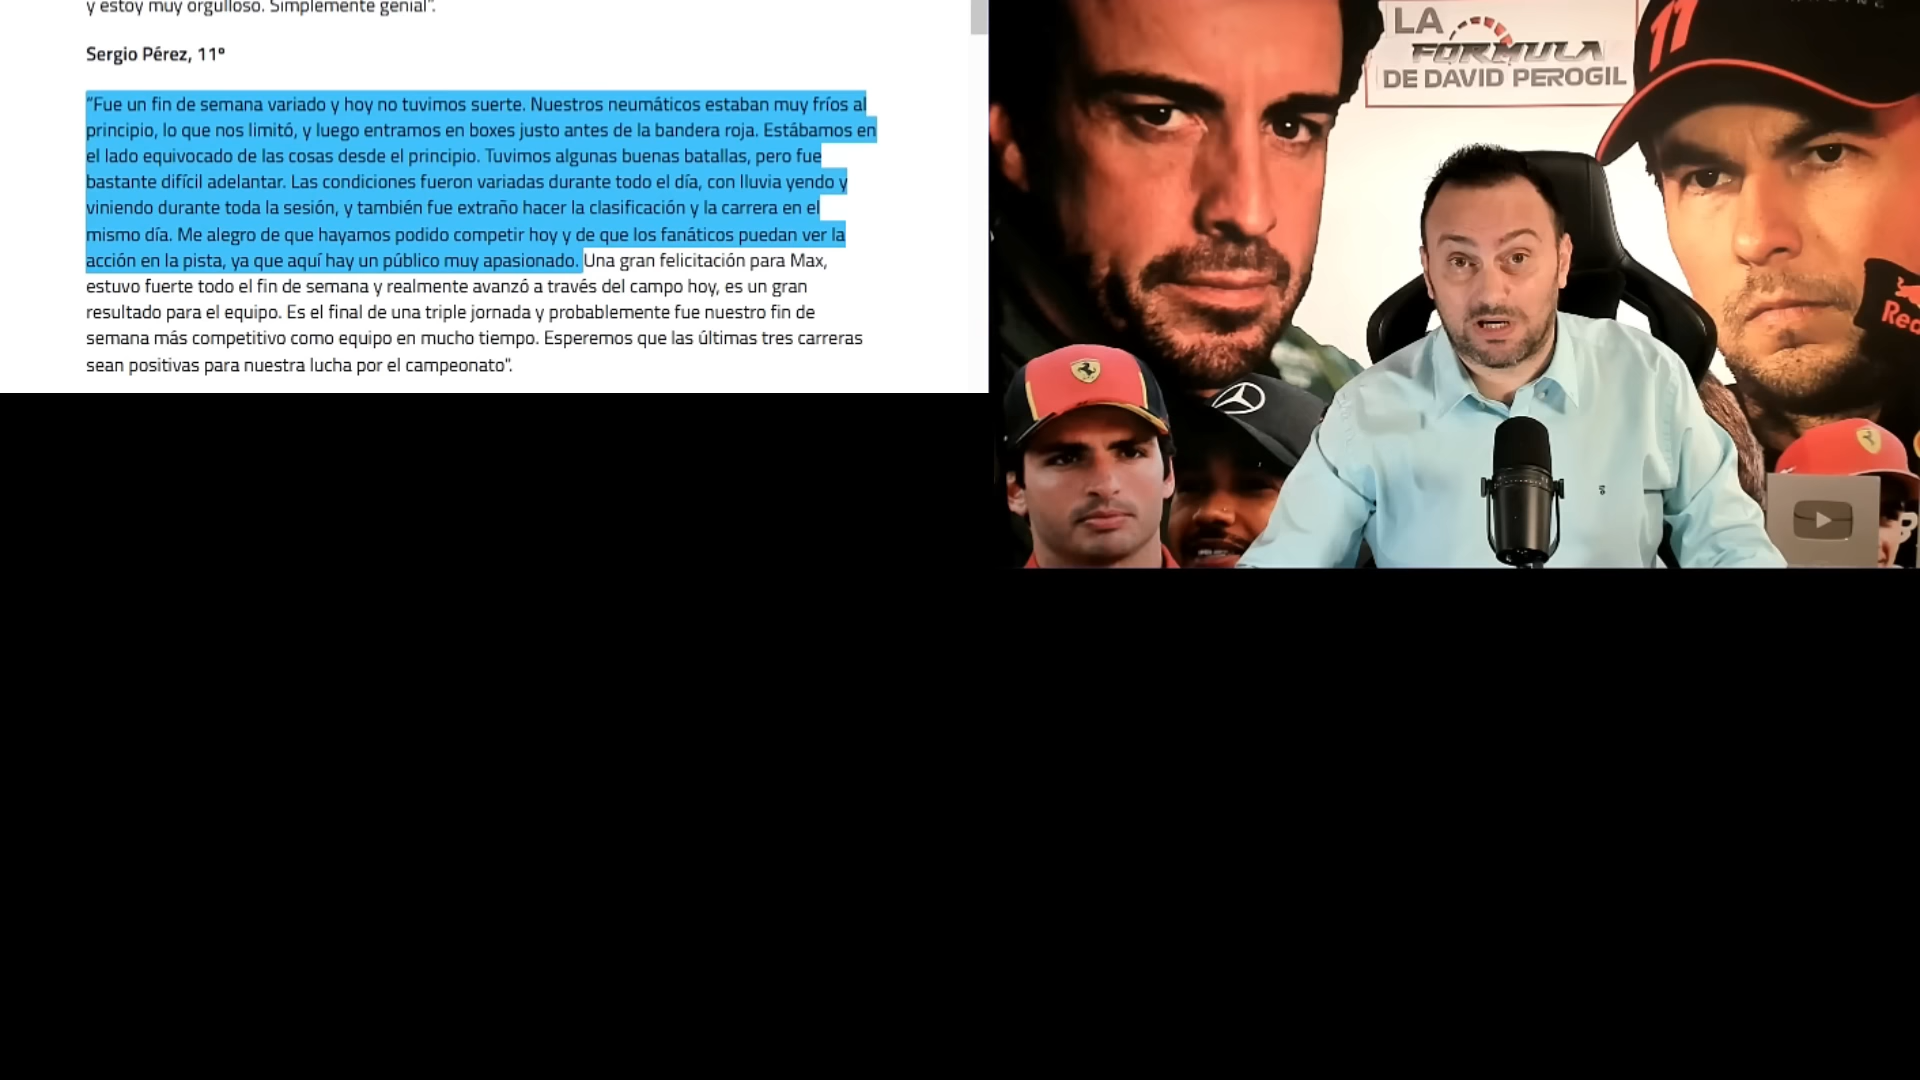 y estoy muy orgulloso. Simplemente genial".
Sergio Pérez, 11º
“Fue un fin de semana variado y hoy no tuvimos suerte. Nuestros neumáticos estaban muy fríos al
principio, lo que nos limitó, y luego entramos en boxes justo antes de la bandera roja. Estábamos en
el lado equivocado de las cosas desde el principio. Tuvimos algunas buenas batallas, pero fue
bastante difícil adelantar. Las condiciones fueron variadas durante todo el día, con lluvia yendo y
viniendo durante toda la sesión, y también fue extraño hacer la clasificación y la carrera en el
mismo día. Me alegro de que hayamos podido competir hoy y de que los fanáticos puedan ver la
acción en la pista, ya que aquí hay un público muy apasionado. Una gran felicitación para Max,
estuvo fuerte todo el fin de semana y realmente avanzó a través del campo hoy, es un gran
resultado para el equipo. Es el final de una triple jornada y probablemente fue nuestro fin de
semana más competitivo como equipo en mucho tiempo. Esperemos que las últimas tres carreras
sean positivas para nuestra lucha por el campeonato".
LA
FORMULA
DE DAVID PEROGIL
11
Red